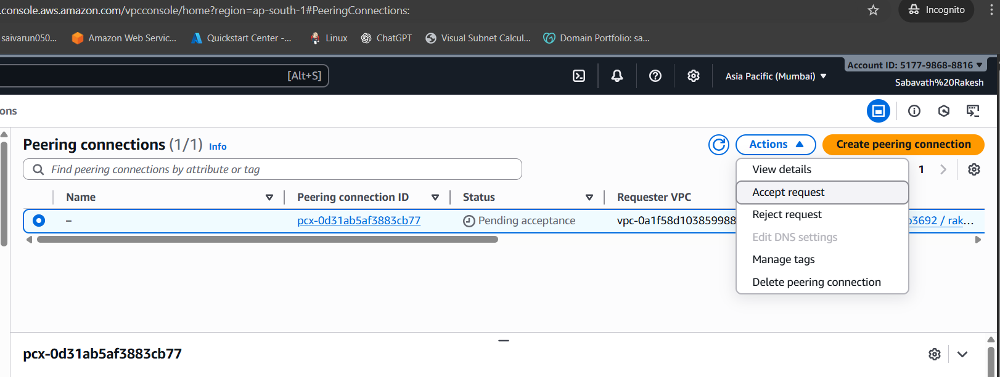 .console.aws.amazon.com/vpcconsole/home?region=ap-south-1#PeeringConnections:
Incognito
saivarun050... Amazon Web Servic... Quickstart Center -... Linux ChatGPT Visual Subnet Calcul... Domain Portfolio: sa...
[Alt+S]
Asia Pacific (Mumbai)
Account ID: 5177-9868-8816
Sabavath%20Rakesh
ons
Peering connections (1/1) Info
Actions
Create peering connection
Find peering connections by attribute or tag
1
Name Peering connection ID Status Requester VPC
– pcx-0d31ab5af3883cb77 Pending acceptance vpc-0a1f58d103859988 3692 / rak...
View details
Accept request
Reject request
Edit DNS settings
Manage tags
Delete peering connection
pcx-0d31ab5af3883cb77